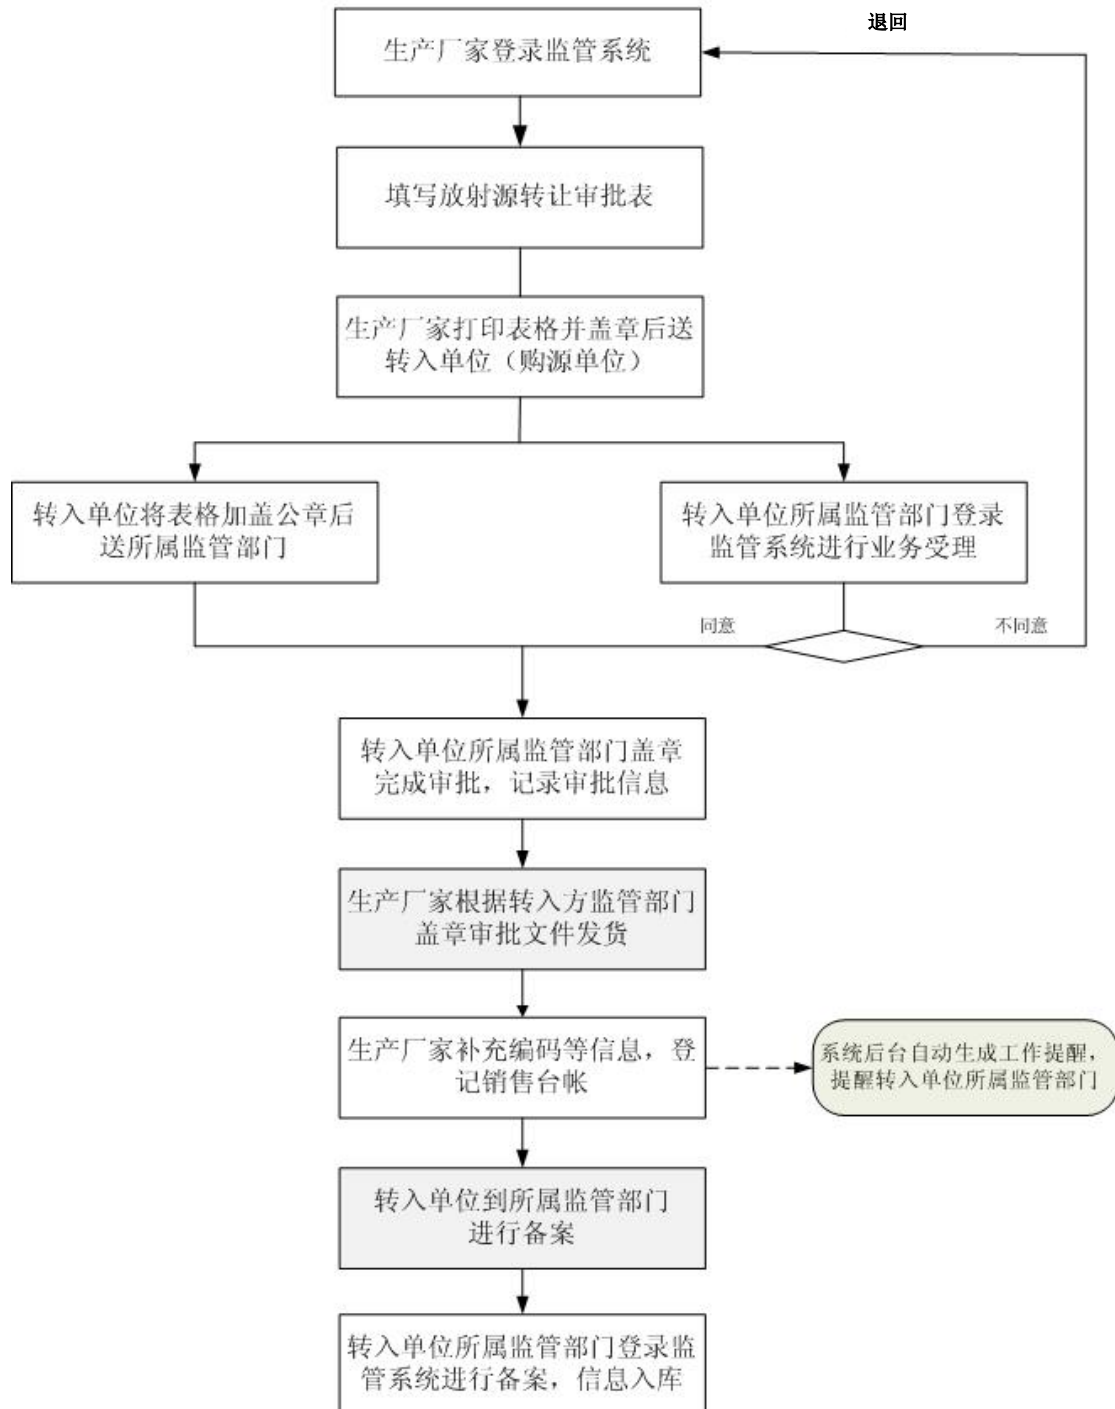 退回
生产厂家登录监管系统
填写放射源转让审批表
生产厂家打印表格并盖章后送
转入单位（购源单位）
转入单位将表格加盖公章后
送所属监管部门
转入单位所属监管部门登录
监管系统进行业务受理
同意
不同意
转入单位所属监管部门盖章
完成审批，记录审批信息
生产厂家根据转入方监管部门
盖章审批文件发货
生产厂家补充编码等信息，登
记销售台帐
系统后台自动生成工作提醒，
提醒转入单位所属监管部门
转入单位到所属监管部门
进行备案
转入单位所属监管部门登录监
管系统进行备案，信息入库